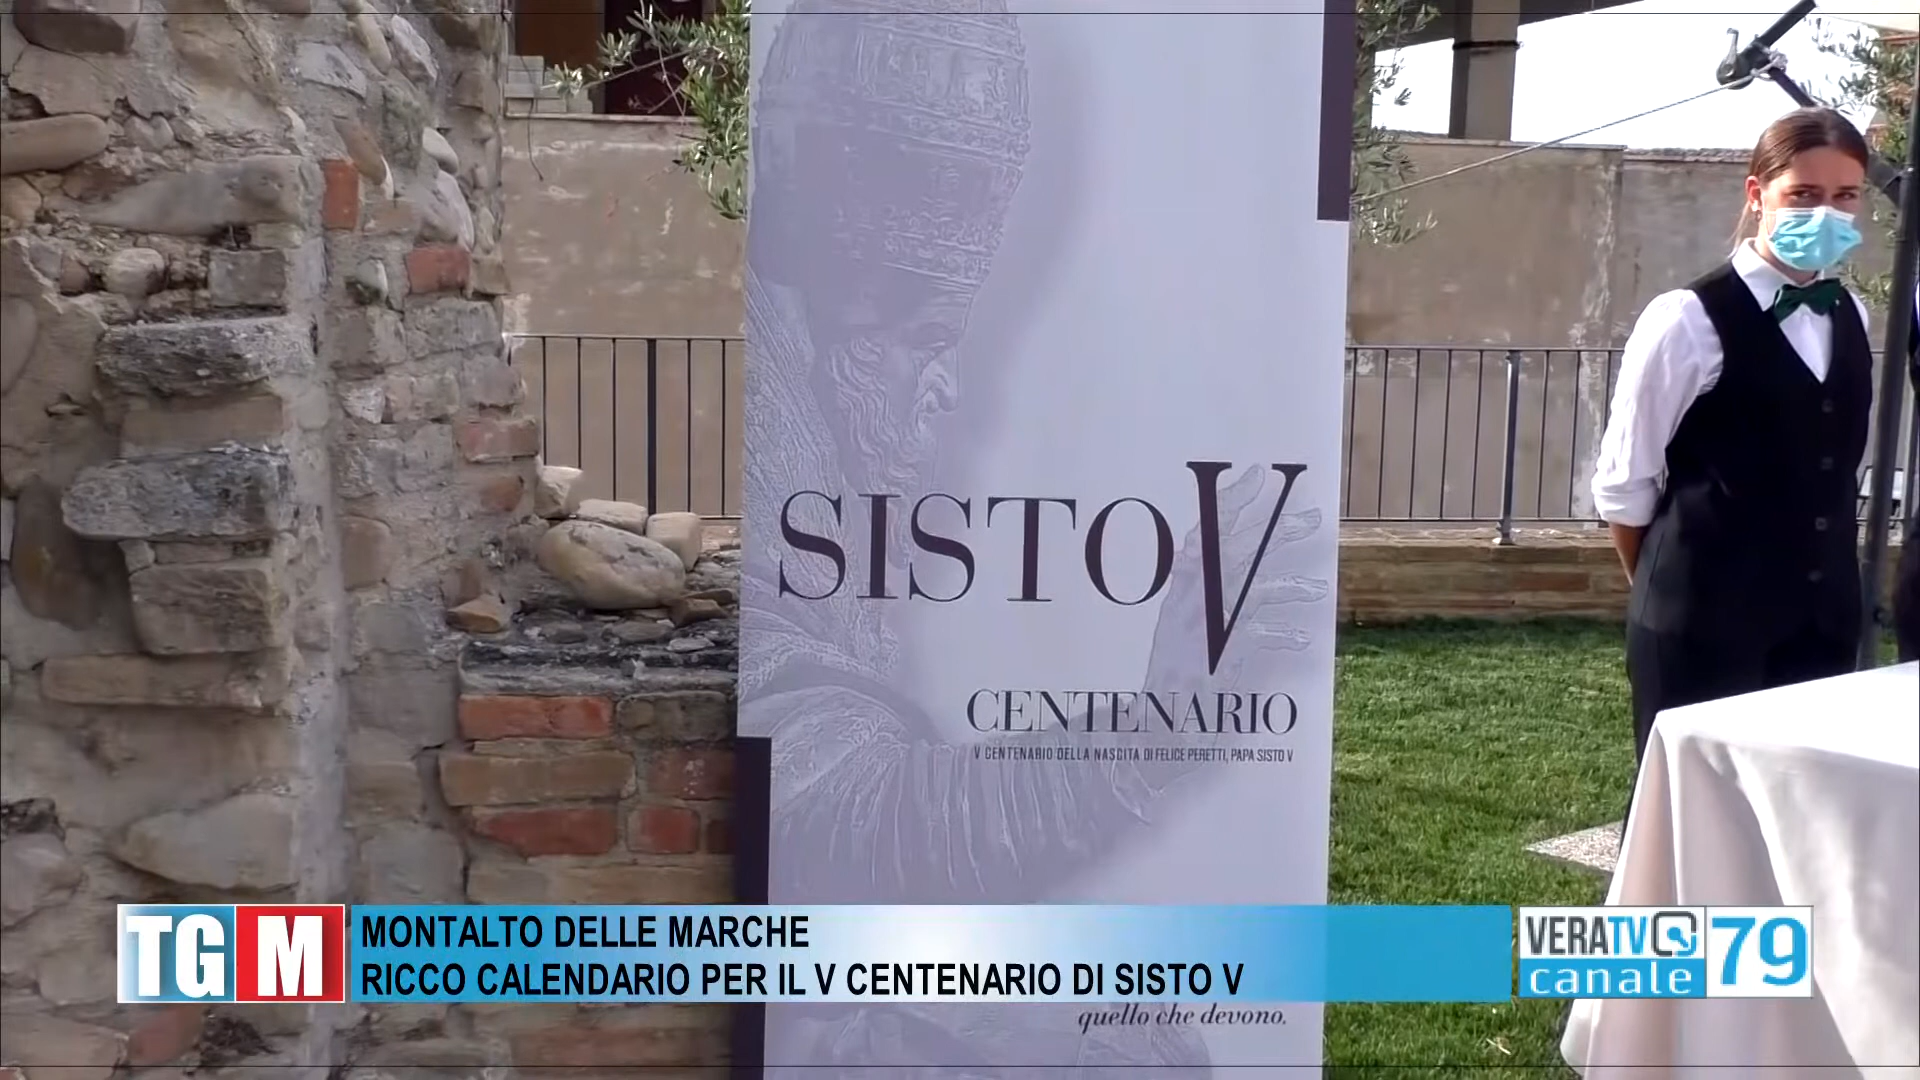 SISTO V
CENTENARIO
V CENTENARIO DELLA NASCITA DI FELICE PERETTI, PAPA SISTO V
TGM
MONTALTO DELLE MARCHE
RICCO CALENDARIO PER IL V CENTENARIO DI SISTO V
VERATV
canale 79
quello che devono.